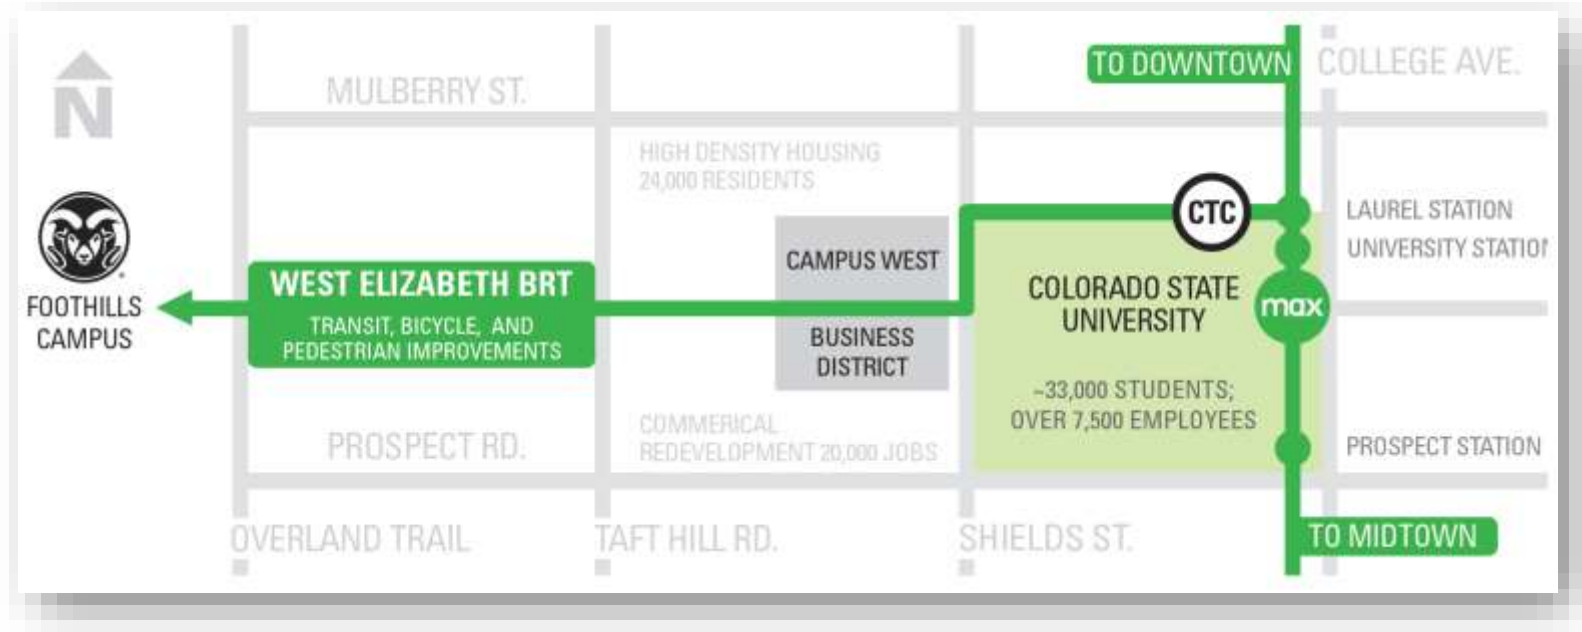 TO DOWNTOWN
COLLEGE AVE.
MULBERRY ST.
N
HIGH DENSITY HOUSING
24,000 RESIDENTS
CTC
LAUREL STATION
UNIVERSITY STATION
CAMPUS WEST
WEST ELIZABETH BRT
TRANSIT, BICYCLE, AND
PEDESTRIAN IMPROVEMENTS
COLORADO STATE
UNIVERSITY
max
FOOTHILLS
CAMPUS
BUSINESS
DISTRICT
~33,000 STUDENTS;
OVER 7,500 EMPLOYEES
COMMERICAL
REDEVELOPMENT 20,000 JOBS
PROSPECT RD.
PROSPECT STATION
OVERLAND TRAIL
TAFT HILL RD.
SHIELDS ST.
TO MIDTOWN